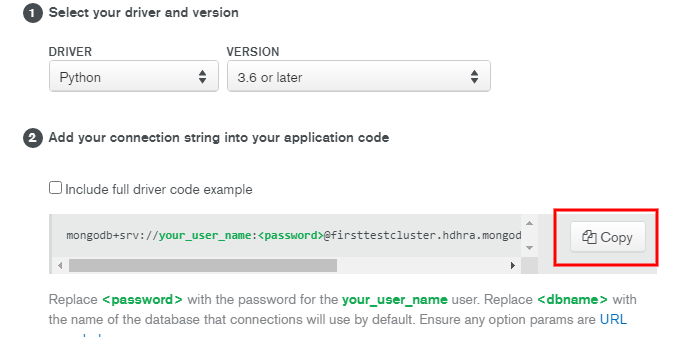 1 Select your driver and version
DRIVER VERSION
Python 3.6 or later
2 Add your connection string into your application code
Include full driver code example
mongodb+srv://your_user_name:<password>@firsttestcluster.hdhra.mongod
Copy
Replace <password> with the password for the your_user_name user. Replace <dbname> with
the name of the database that connections will use by default. Ensure any option params are URL